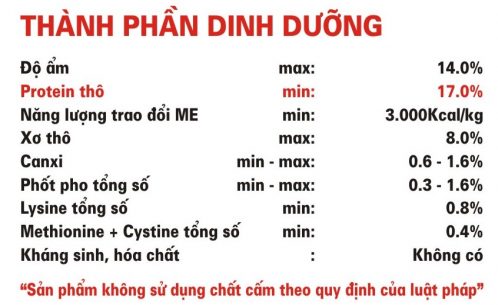 THÀNH PHẦN DINH DƯỠNG
Độ ẩm max: 14.0%
Protein thô min: 17.0%
Năng lượng trao đổi ME min: 3.000Kcal/kg
Xơ thô max: 8.0%
Canxi min - max: 0.6 - 1.6%
Phốt pho tổng số min - max: 0.3 - 1.6%
Lysine tổng số min: 0.8%
Methionine + Cystine tổng số min: 0.4%
Kháng sinh, hóa chất : Không có
“Sản phẩm không sử dụng chất cấm theo quy định của luật pháp”